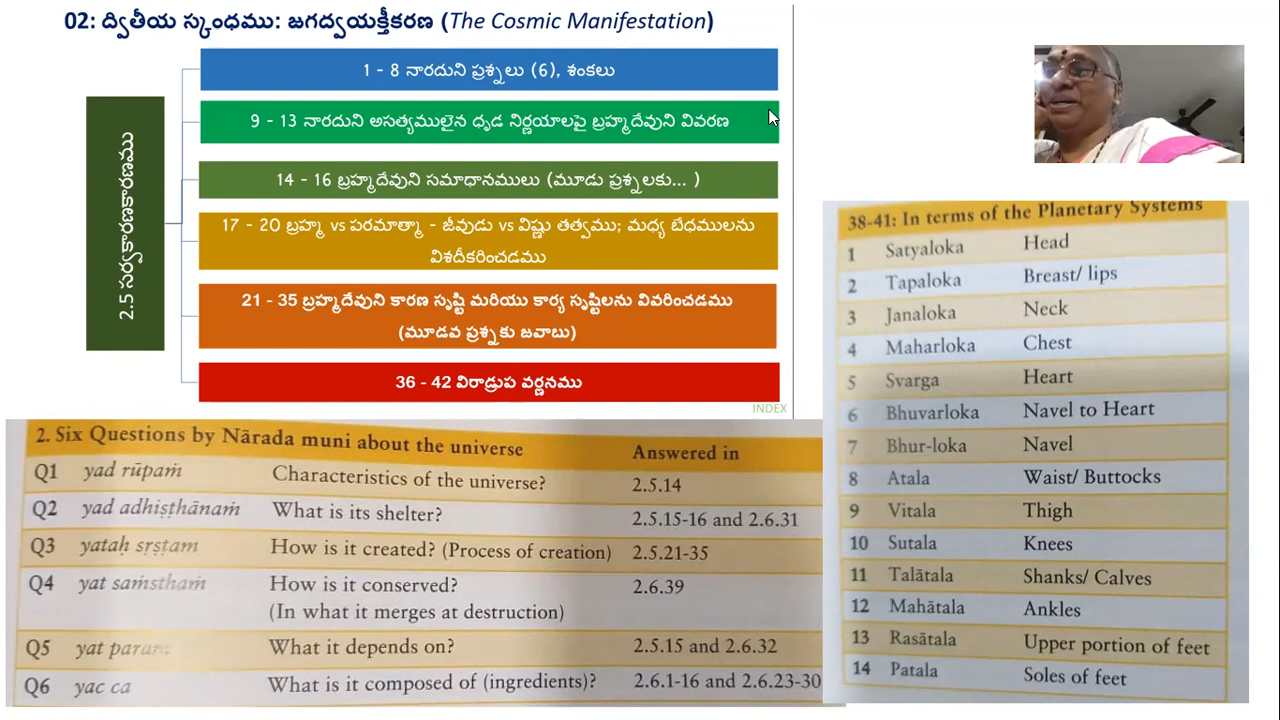 02: ద్వితీయ స్కంధము: జగద్వయక్తీకరణ (The Cosmic Manifestation)
2.5 సర్వకారణకారణము
1 - 8 నారదుని ప్రశ్నలు (6), శంకలు
9 - 13 నారదుని అసత్యములైన ధృడ నిర్ణయాలపై బ్రహ్మదేవుని వివరణ
14 - 16 బ్రహ్మదేవుని సమాధానములు (మూడు ప్రశ్నలకు... )
17 - 20 బ్రహ్మ vs పరమాత్మా - జీవుడు vs విష్ణు తత్వము; మధ్య బేధములను
విశదీకరించడము
21 - 35 బ్రహ్మదేవుని కారణ సృష్టి మరియు కార్య సృష్టిలను వివరించడము
(మూడవ ప్రశ్నకు జవాబు)
36 - 42 విరాడ్రుప వర్ణనము
INDEX
2. Six Questions by Nārada muni about the universe Answered in
Q1 yad rūpaṁ Characteristics of the universe? 2.5.14
Q2 yad adhiṣṭhānaṁ What is its shelter? 2.5.15-16 and 2.6.31
Q3 yataḥ sṛṣṭam How is it created? (Process of creation) 2.5.21-35
Q4 yat saṁsthaṁ How is it conserved? 2.6.39
(In what it merges at destruction)
Q5 yat param What it depends on? 2.5.15 and 2.6.32
Q6 yac ca What is it composed of (ingredients)? 2.6.1-16 and 2.6.23-30
38-41: In terms of the Planetary Systems
1 Satyaloka Head
2 Tapaloka Breast/ lips
3 Janaloka Neck
4 Maharloka Chest
5 Svarga Heart
6 Bhuvarloka Navel to Heart
7 Bhur-loka Navel
8 Atala Waist/ Buttocks
9 Vitala Thigh
10 Sutala Knees
11 Talātala Shanks/ Calves
12 Mahātala Ankles
13 Rasātala Upper portion of feet
14 Patala Soles of feet